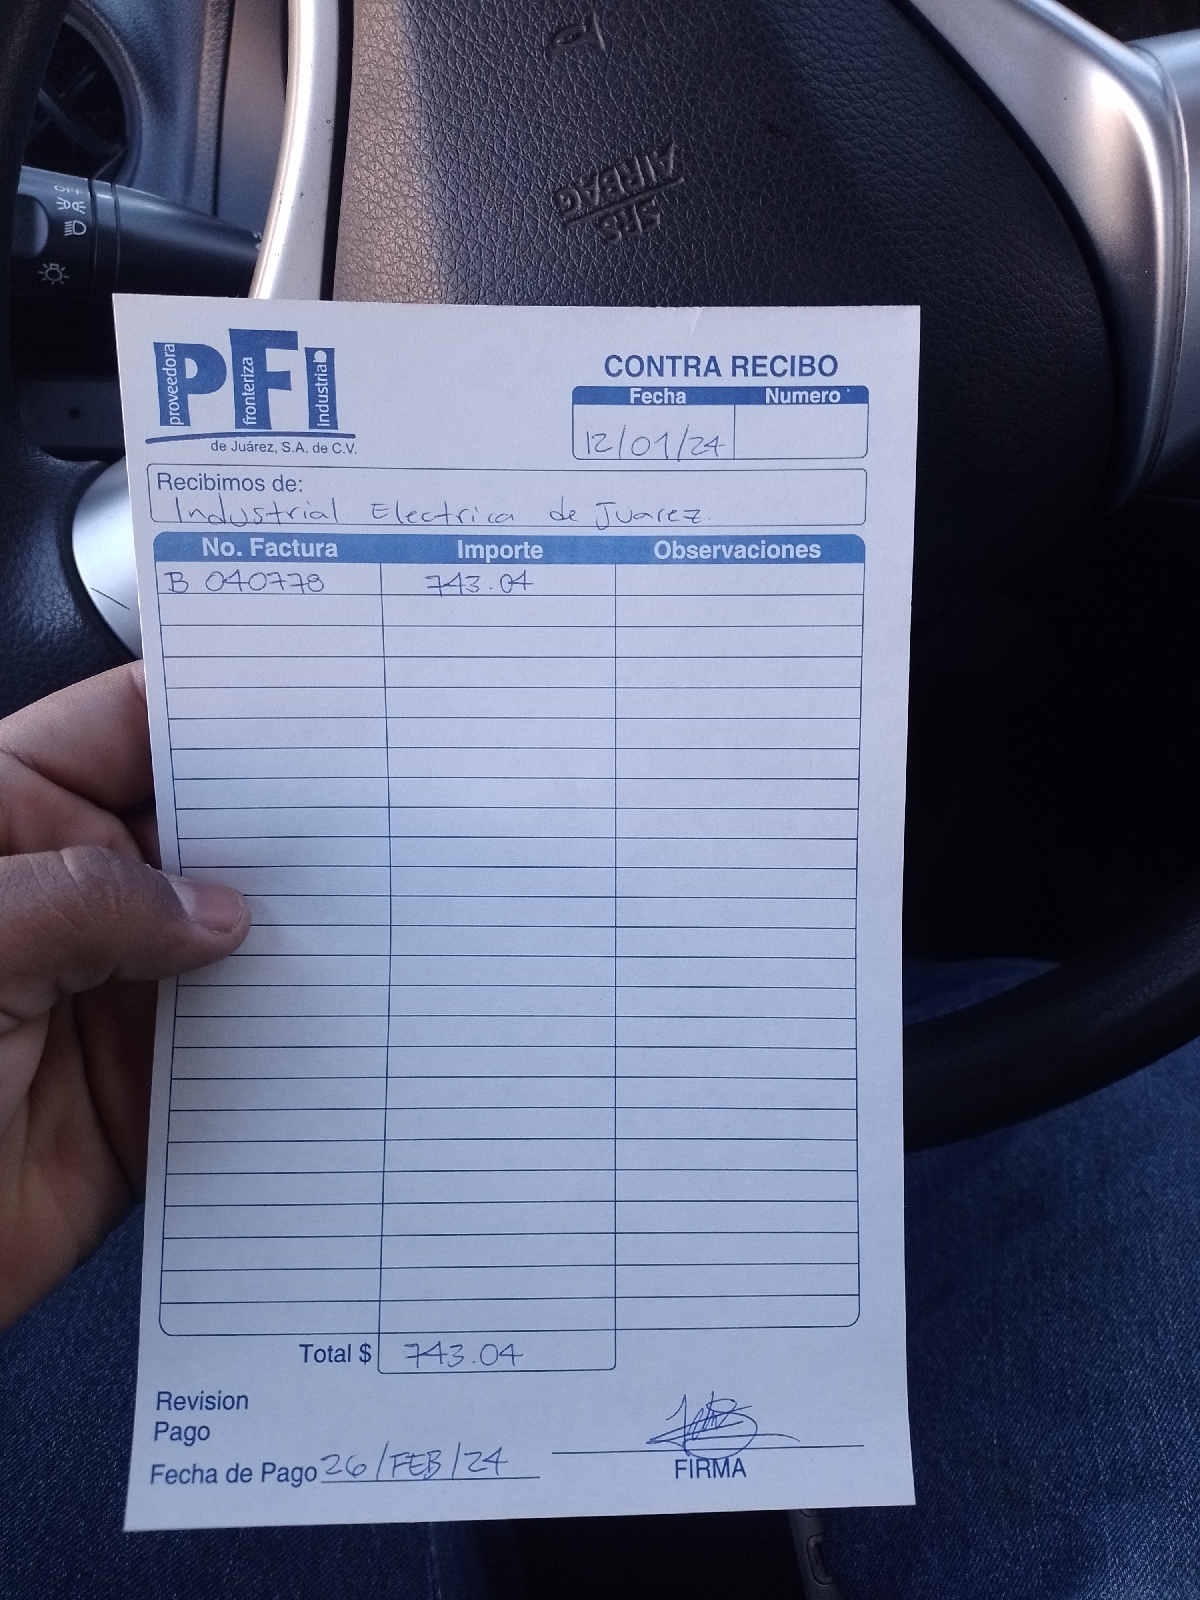 SRS
AIRBAG
OFF
proveedora
fronteriza
industrial
PFI
de Juárez, S.A. de C.V.
CONTRA RECIBO
Fecha Numero
12/01/24
Recibimos de:
Industrial Electrica de Juarez.
No. Factura Importe Observaciones
B 040778 743.04
Total $ 743.04
Revision
Pago
Fecha de Pago 26/FEB/24
FIRMA